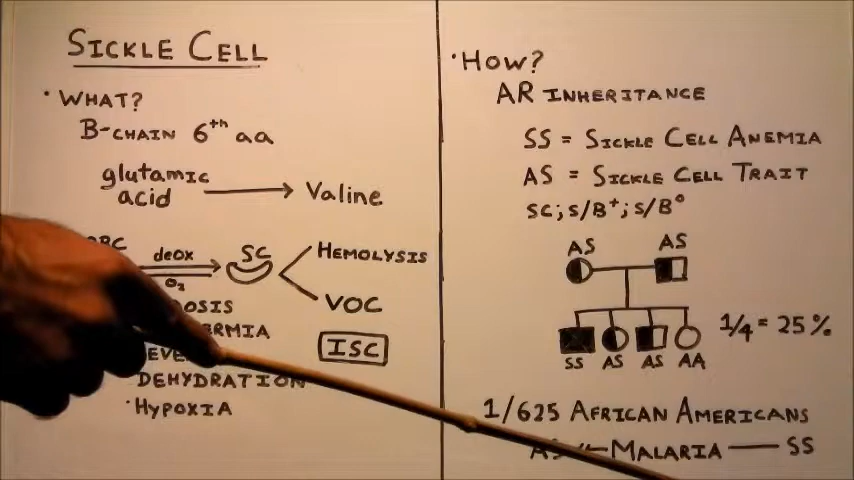 SICKLE CELL
• WHAT?
B-CHAIN 6th aa
glutamic acid → Valine
deOX
O₂
SC
HEMOLYSIS
VOC
ISC
DEHYDRATION
• HYPOXIA
• HOW?
AR INHERITANCE
SS = SICKLE CELL ANEMIA
AS = SICKLE CELL TRAIT
SC; S/B⁺; S/B⁰
AS AS
SS AS AS AA
1/4 = 25%
1/625 AFRICAN AMERICANS
AS MALARIA — SS